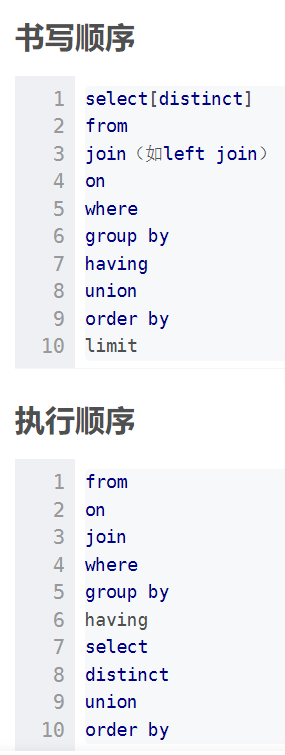 书写顺序
1 select[distinct]
2 from
3 join（如left join）
4 on
5 where
6 group by
7 having
8 union
9 order by
10 limit
执行顺序
1 from
2 on
3 join
4 where
5 group by
6 having
7 select
8 distinct
9 union
10 order by